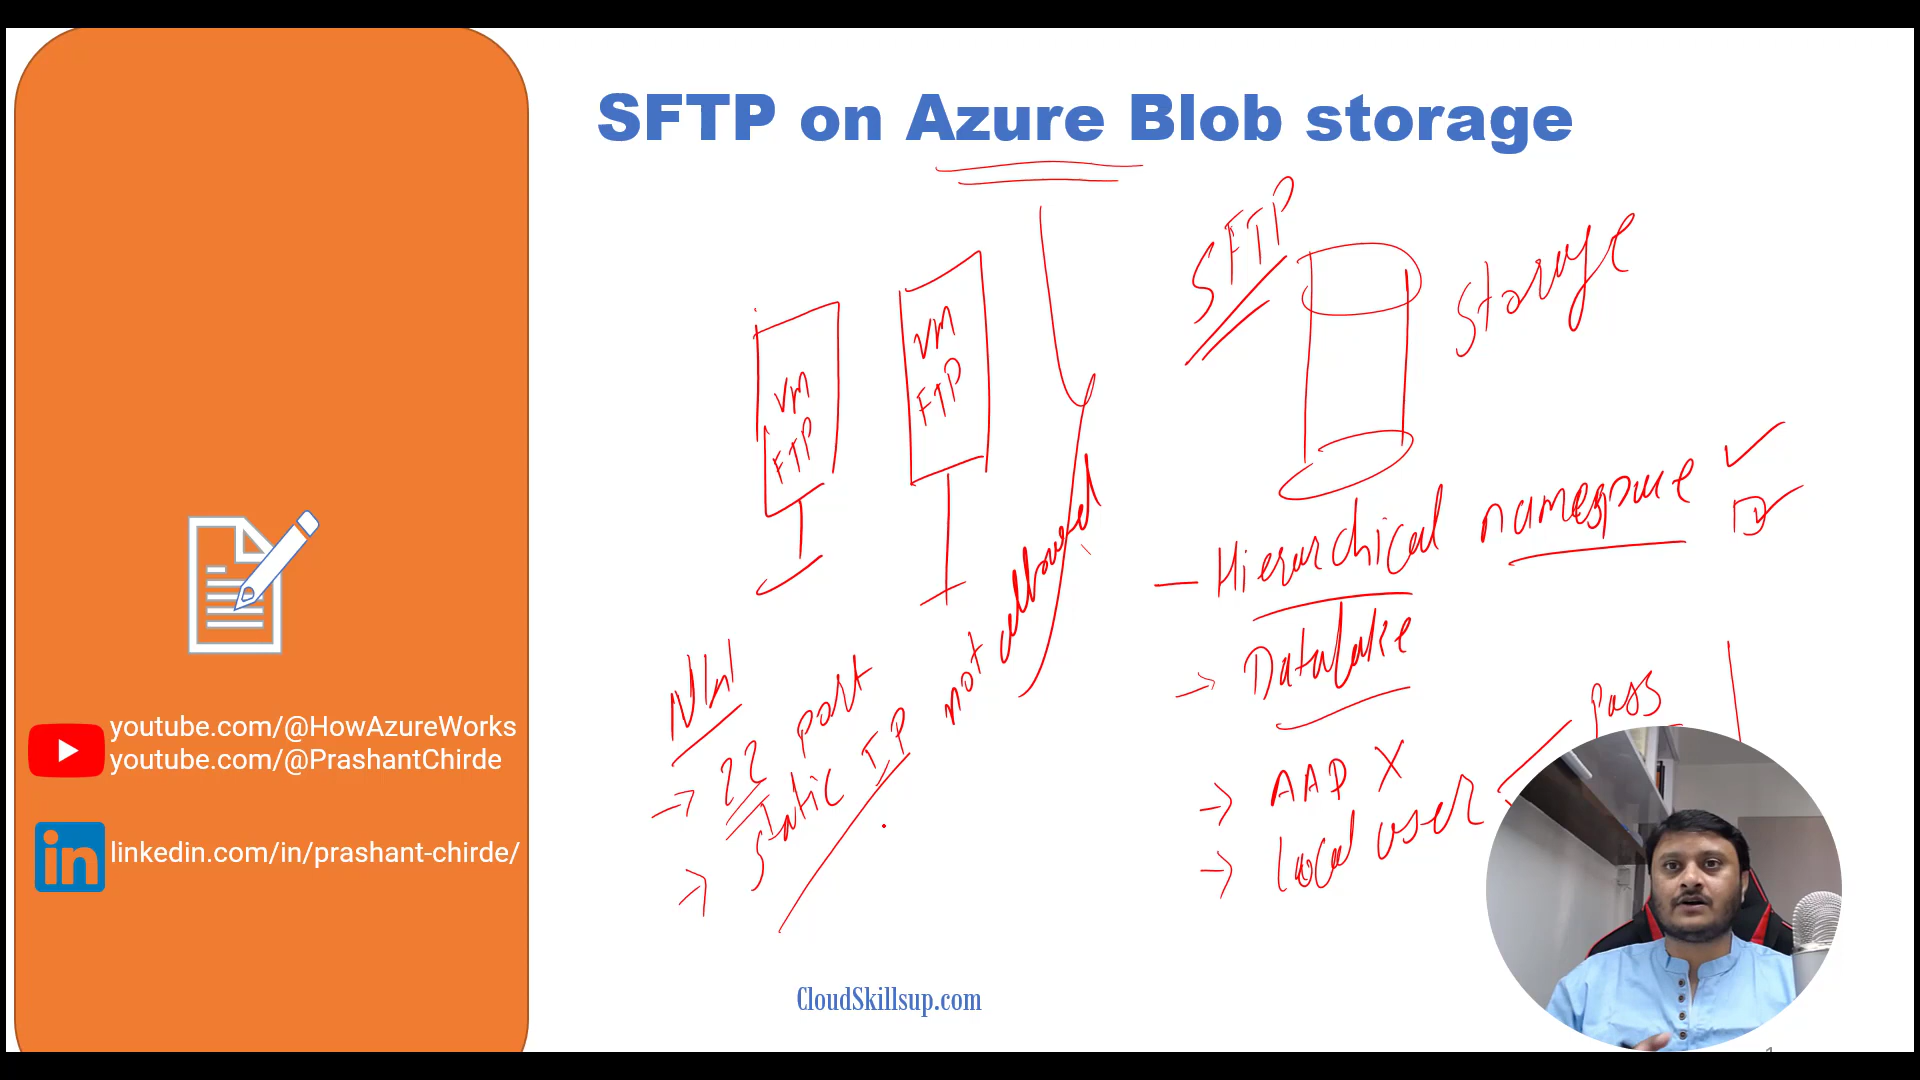 SFTP on Azure Blob storage
SFTP
Storage
VM
FTP
VM
FTP
- Hierarchical namespace
→ Datalake
→ AAD X
→ local user
Pass
N/W
→ 22 port
→ Static IP not allowed
youtube.com/@HowAzureWorks
youtube.com/@PrashantChirde
in
linkedin.com/in/prashant-chirde/
CloudSkillsup.com